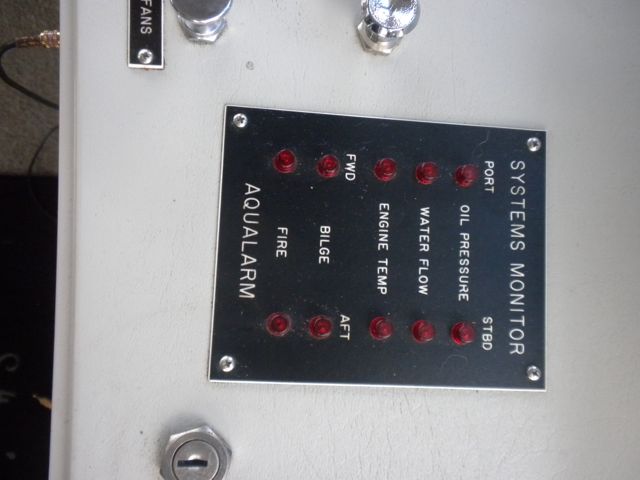 FANS
SYSTEMS MONITOR
PORT STBD
OIL PRESSURE
WATER FLOW
ENGINE TEMP
FWD AFT
BILGE
FIRE
AQUALARM